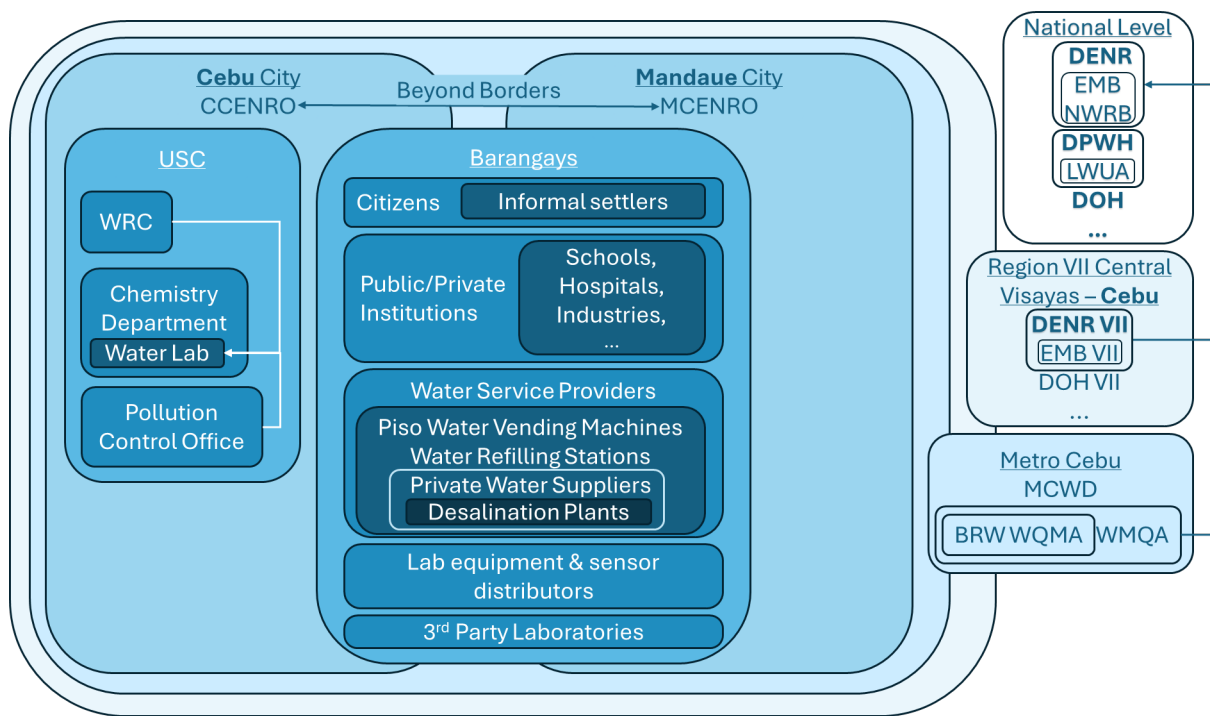 Cebu City
CCENRO
Beyond Borders
Mandaue City
MCENRO
USC
WRC
Chemistry
Department
Water Lab
Pollution
Control Office
Barangays
Citizens
Informal settlers
Public/Private
Institutions
Schools,
Hospitals,
Industries,
...
Water Service Providers
Piso Water Vending Machines
Water Refilling Stations
Private Water Suppliers
Desalination Plants
Lab equipment & sensor
distributors
3rd Party Laboratories
National Level
DENR
EMB
NWRB
DPWH
LWUA
DOH
...
Region VII Central
Visayas – Cebu
DENR VII
EMB VII
DOH VII
...
Metro Cebu
MCWD
BRW WQMA WMQA